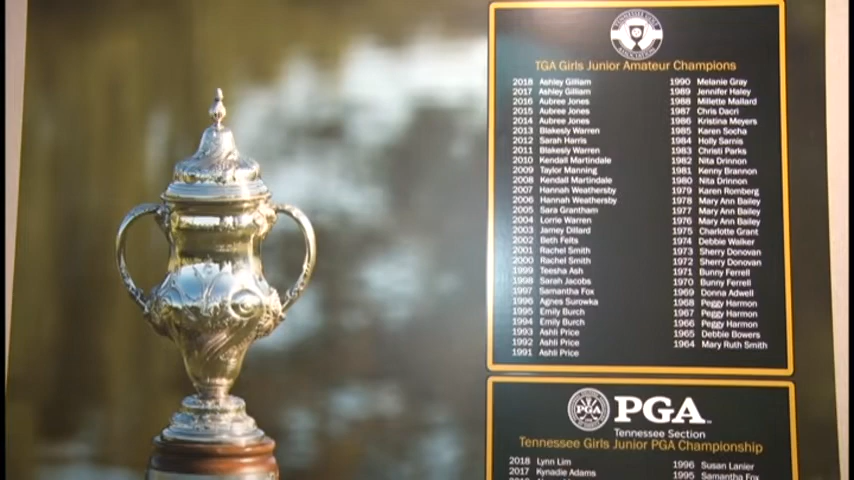 TENNESSEE GOLF ASSOCIATION
TGA Girls Junior Amateur Champions
2018 Ashley Gilliam
2017 Ashley Gilliam
2016 Aubree Jones
2015 Aubree Jones
2014 Aubree Jones
2013 Blakesly Warren
2012 Sarah Harris
2011 Blakesly Warren
2010 Kendall Martindale
2009 Taylor Manning
2008 Kendall Martindale
2007 Hannah Weathersby
2006 Hannah Weathersby
2005 Sara Grantham
2004 Lorrie Warren
2003 Jamey Dillard
2002 Beth Felts
2001 Rachel Smith
2000 Rachel Smith
1999 Teesha Ash
1998 Sarah Jacobs
1997 Samantha Fox
1996 Agnes Surowka
1995 Emily Burch
1994 Emily Burch
1993 Ashli Price
1992 Ashli Price
1991 Ashli Price
1990 Melanie Gray
1989 Jennifer Haley
1988 Millette Mallard
1987 Chris Dacri
1986 Kristina Meyers
1985 Karen Socha
1984 Holly Sarnis
1983 Christi Parks
1982 Nita Drinnon
1981 Kenny Brannon
1980 Nita Drinnon
1979 Karen Romberg
1978 Mary Ann Bailey
1977 Mary Ann Bailey
1976 Mary Ann Bailey
1975 Charlotte Grant
1974 Debbie Walker
1973 Sherry Donovan
1972 Sherry Donovan
1971 Bunny Ferrell
1970 Bunny Ferrell
1969 Donna Adwell
1968 Peggy Harmon
1967 Peggy Harmon
1966 Peggy Harmon
1965 Debbie Bowers
1964 Mary Ruth Smith
PGA
PGA
Tennessee Section
Tennessee Girls Junior PGA Championship
2018 Lynn Lim
2017 Kynadie Adams
1996 Susan Lanier
1995 Samantha Fox